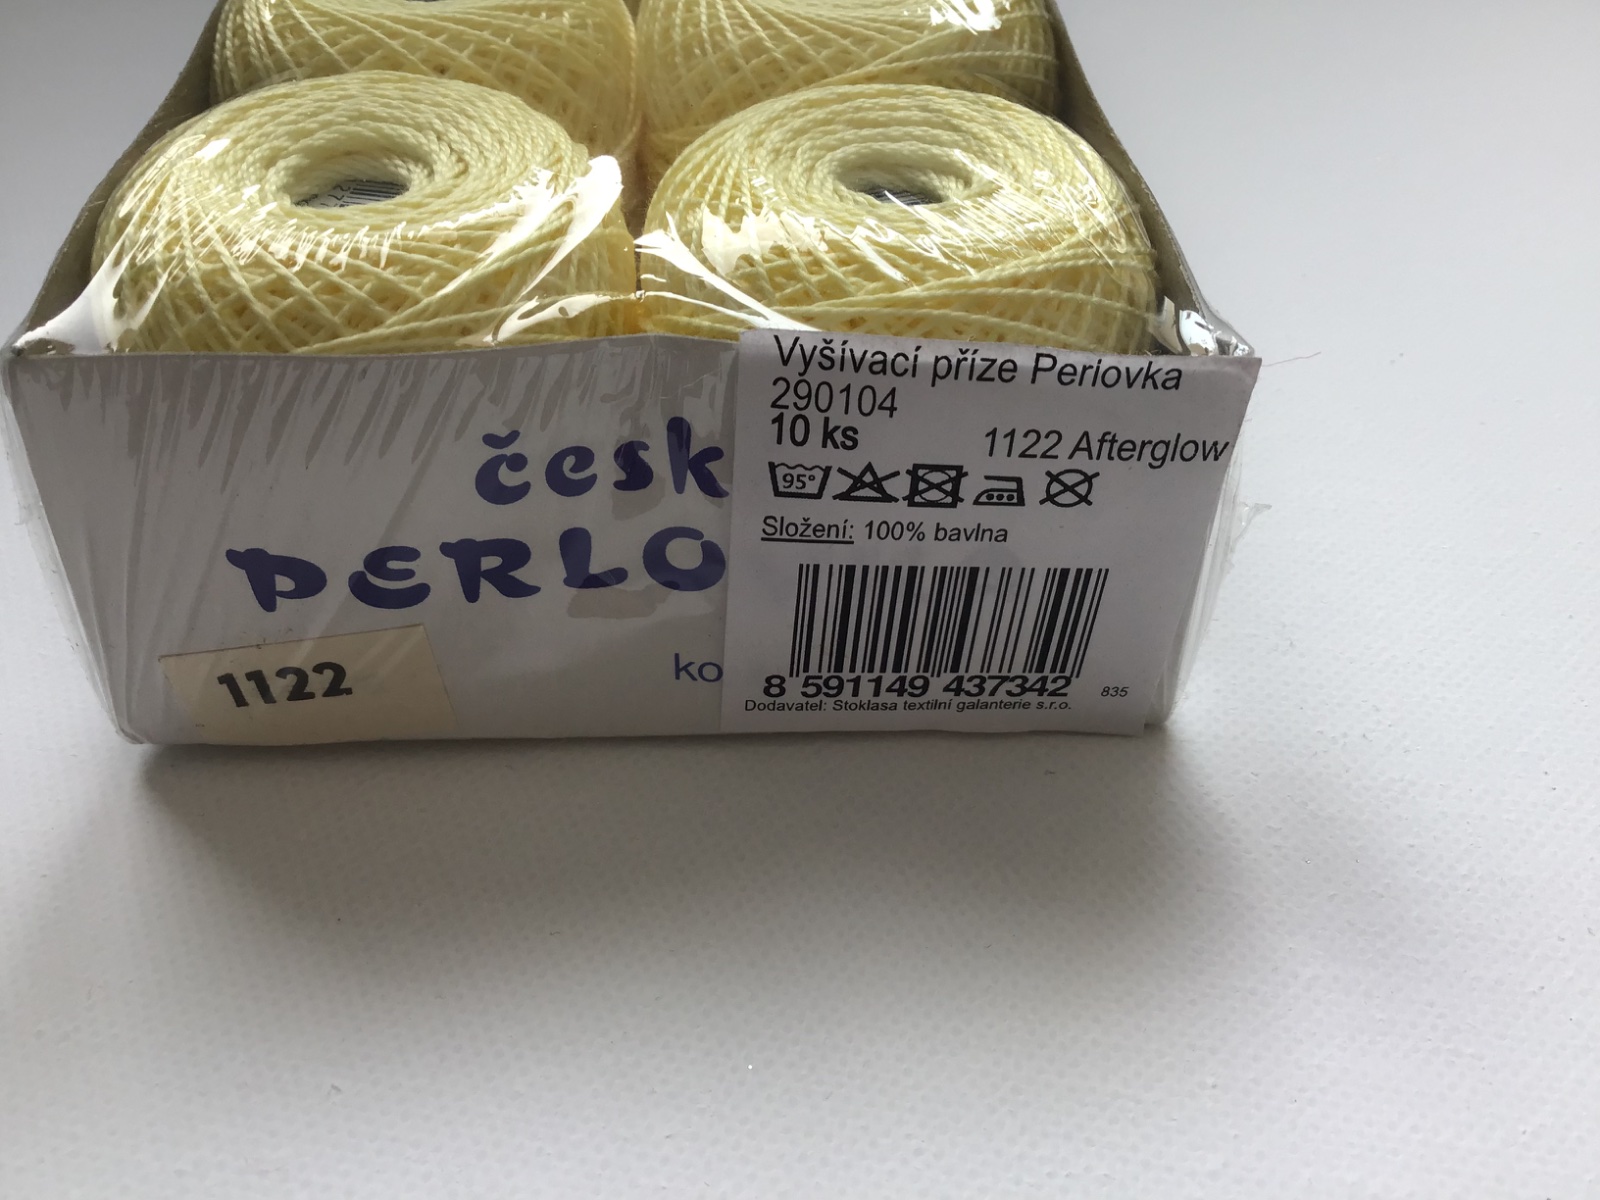 Vyšívací příze Perlovka
290104
10 ks
1122 Afterglow
95°
Složení: 100% bavlna
8 591149 437342
835
Dodavatel: Stoklasa textilní galanterie s.r.o.
česk
PERLO
ko
1122